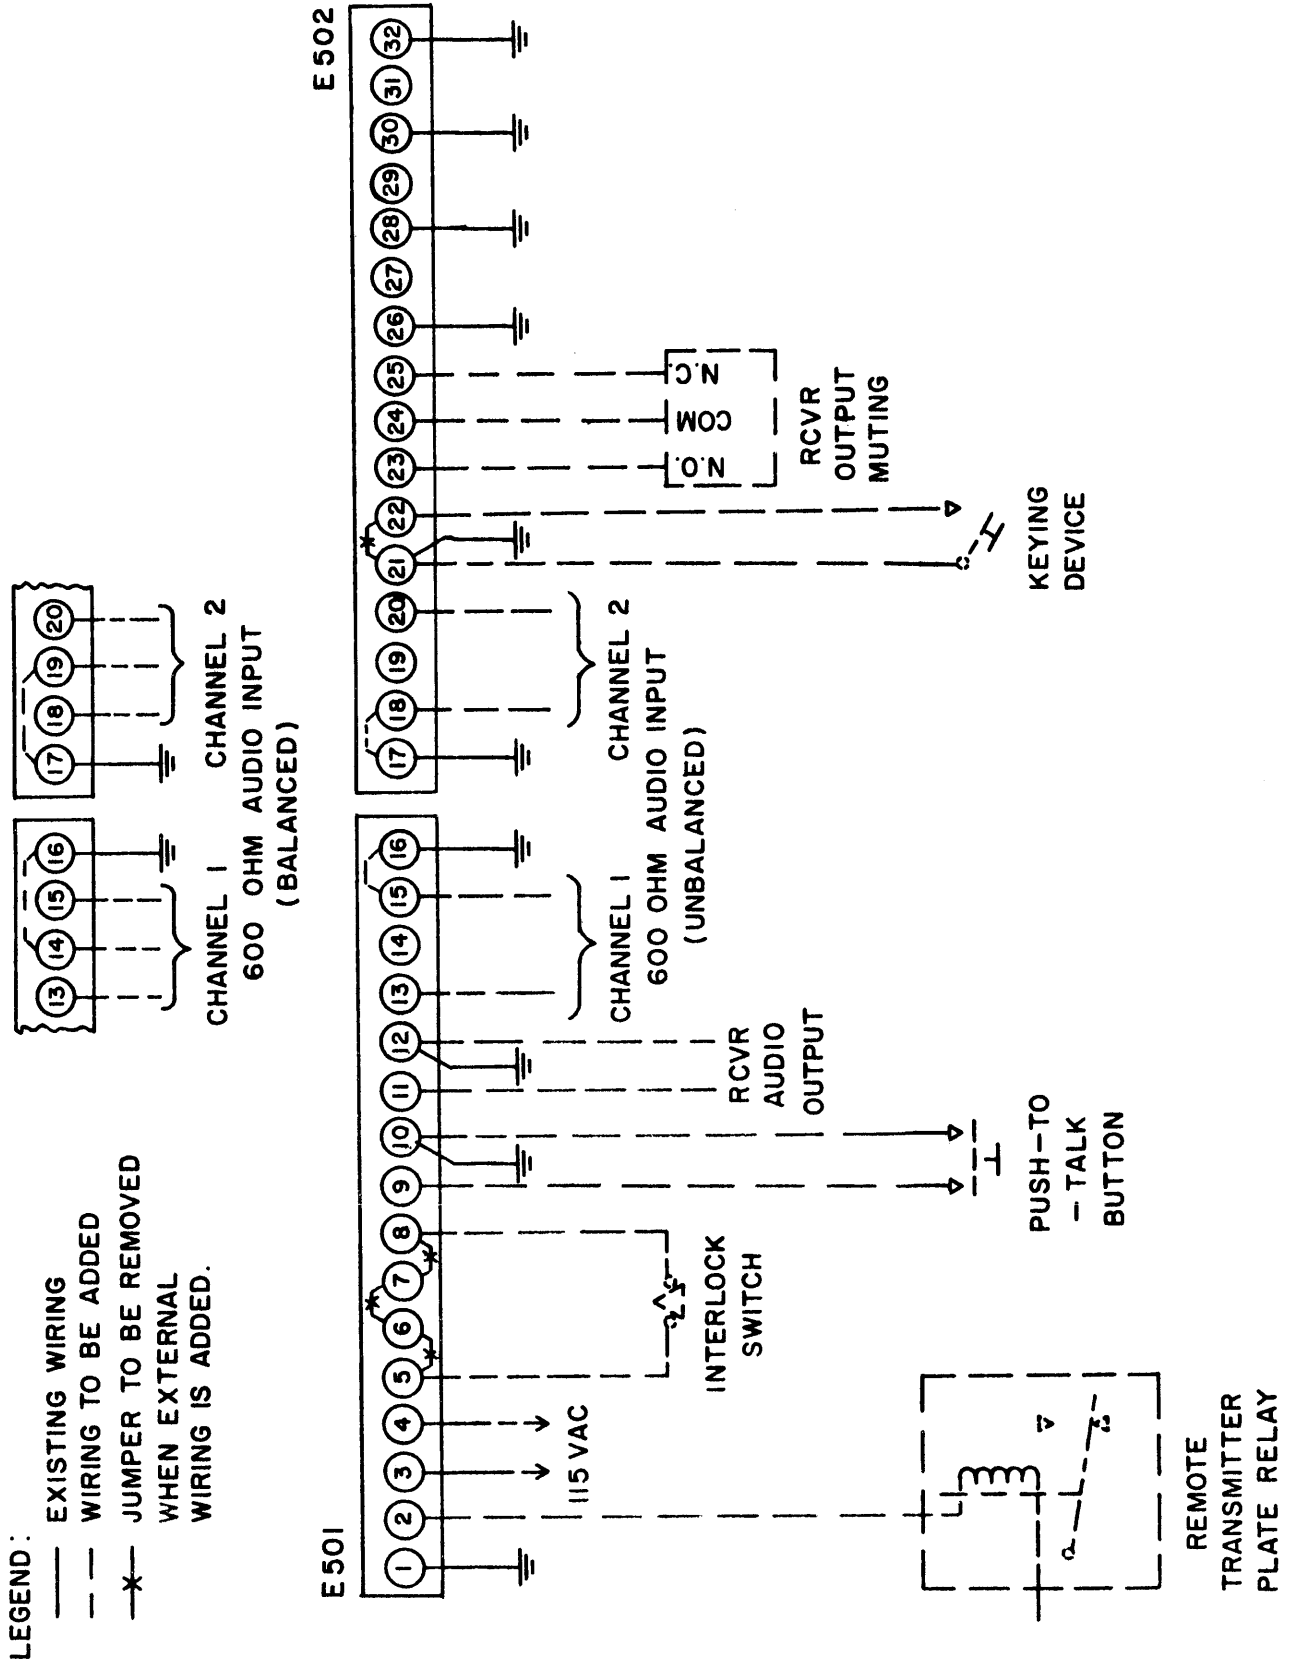 LEGEND:
EXISTING WIRING
WIRING TO BE ADDED
JUMPER TO BE REMOVED
WHEN EXTERNAL
WIRING IS ADDED.
13 14 15 16
17 18 19 20
CHANNEL 1
CHANNEL 2
600 OHM AUDIO INPUT
(BALANCED)
E501
E502
1 2 3 4 5 6 7 8 9 10 11 12 13 14 15 16
17 18 19 20 21 22 23 24 25 26 27 28 29 30 31 32
115 VAC
CHANNEL 1
CHANNEL 2
600 OHM AUDIO INPUT
(UNBALANCED)
N.O.
COM
N.C.
RCVR
OUTPUT
MUTING
INTERLOCK
SWITCH
RCVR
AUDIO
OUTPUT
REMOTE
TRANSMITTER
PLATE RELAY
PUSH-TO
-TALK
BUTTON
KEYING
DEVICE